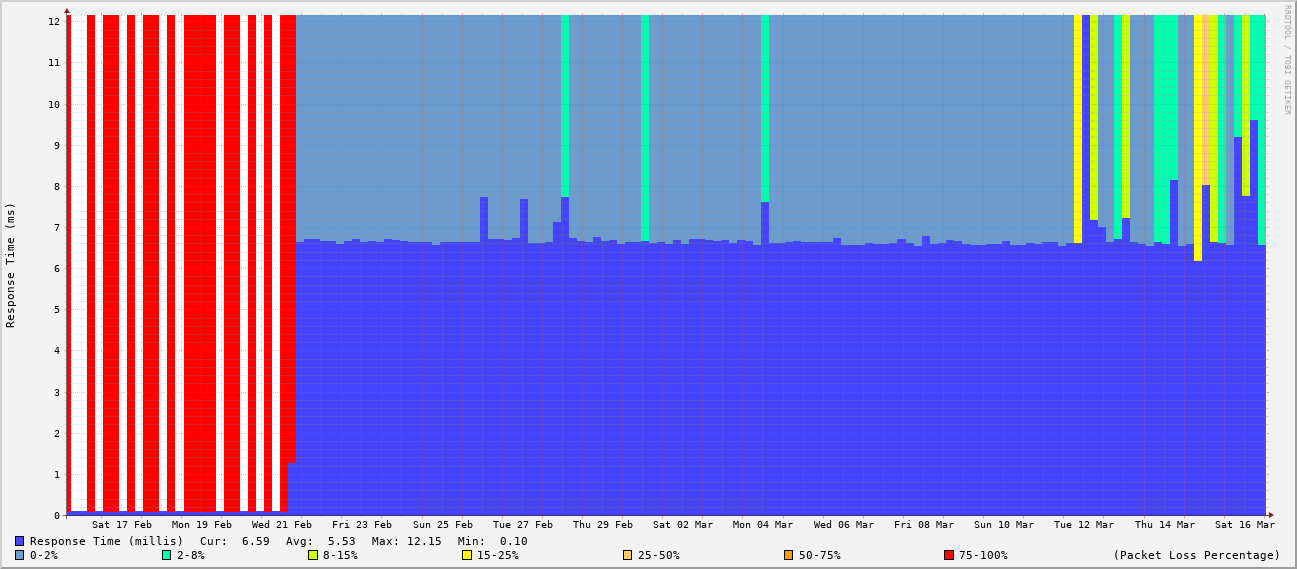 RRDTOOL / TOBI OETIKER
Response Time (ms)
12
11
10
9
8
7
6
5
4
3
2
1
0
Sat 17 Feb Mon 19 Feb Wed 21 Feb Fri 23 Feb Sun 25 Feb Tue 27 Feb Thu 29 Feb Sat 02 Mar Mon 04 Mar Wed 06 Mar Fri 08 Mar Sun 10 Mar Tue 12 Mar Thu 14 Mar Sat 16 Mar
Response Time (millis) Cur: 6.59 Avg: 5.53 Max: 12.15 Min: 0.10
0-2% 2-8% 8-15% 15-25% 25-50% 50-75% 75-100% (Packet Loss Percentage)